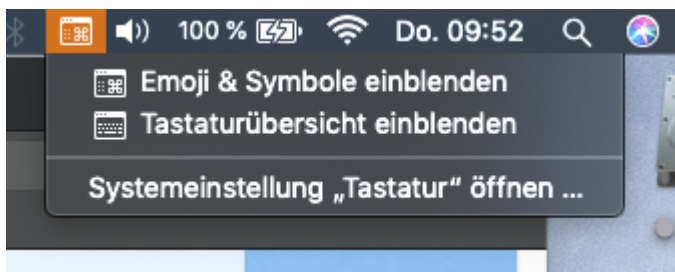 100 % Do. 09:52
Emoji & Symbole einblenden
Tastaturübersicht einblenden
Systemeinstellung „Tastatur“ öffnen ...